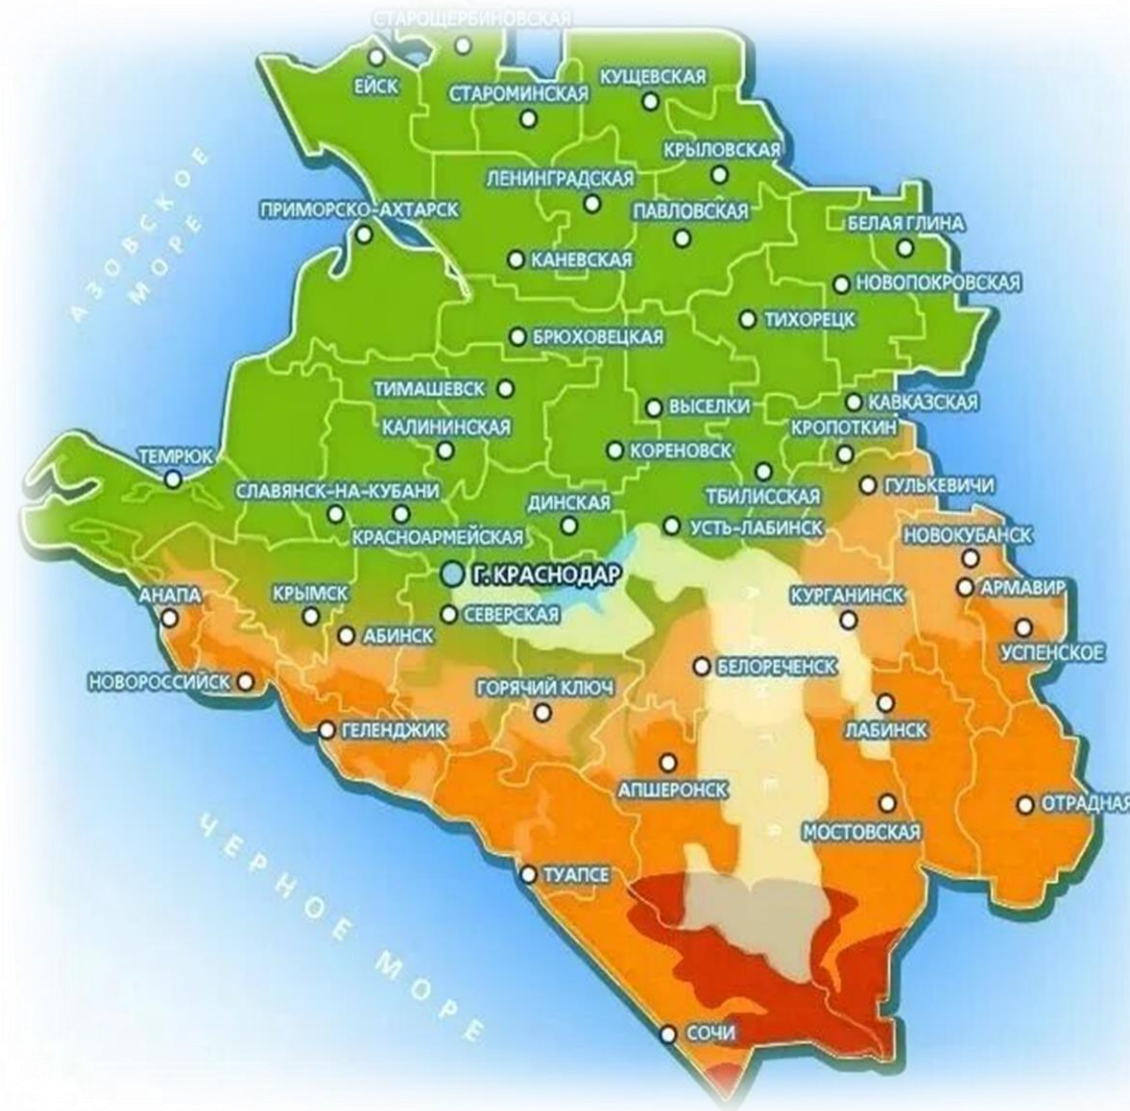 СТАРОЩЕРБИНОВСКАЯ
ЕЙСК
КУЩЕВСКАЯ
СТАРОМИНСКАЯ
КРЫЛОВСКАЯ
ЛЕНИНГРАДСКАЯ
ПРИМОРСКО-АХТАРСК
ПАВЛОВСКАЯ
БЕЛАЯ ГЛИНА
АЗОВСКОЕ
МОРЕ
КАНЕВСКАЯ
НОВОПОКРОВСКАЯ
ТИХОРЕЦК
БРЮХОВЕЦКАЯ
ТИМАШЕВСК
ВЫСЕЛКИ
КАВКАЗСКАЯ
КАЛИНИНСКАЯ
КРОПОТКИН
ТЕМРЮК
КОРЕНОВСК
СЛАВЯНСК-НА-КУБАНИ
ТБИЛИССКАЯ
ГУЛЬКЕВИЧИ
ДИНСКАЯ
УСТЬ-ЛАБИНСК
КРАСНОАРМЕЙСКАЯ
НОВОКУБАНСК
Г. КРАСНОДАР
АНАПА
КРЫМСК
КУРГАНИНСК
АРМАВИР
СЕВЕРСКАЯ
АБИНСК
УСПЕНСКОЕ
БЕЛОРЕЧЕНСК
НОВОРОССИЙСК
ГОРЯЧИЙ КЛЮЧ
ГЕЛЕНДЖИК
ЛАБИНСК
АПШЕРОНСК
ОТРАДНАЯ
МОСТОВСКАЯ
ЧЕРНОЕ МОРЕ
ТУАПСЕ
СОЧИ